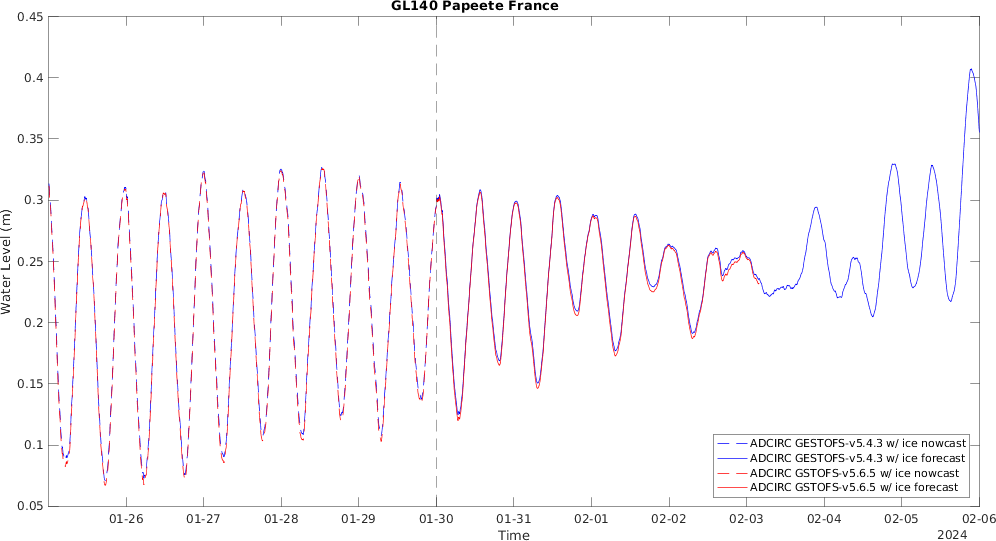 GL140 Papeete France
0.45
0.4
0.35
0.3
0.25
0.2
0.15
0.1
0.05
Water Level (m)
ADCIRC GESTOFS-v5.4.3 w/ ice nowcast
ADCIRC GESTOFS-v5.4.3 w/ ice forecast
ADCIRC GSTOFS-v5.6.5 w/ ice nowcast
ADCIRC GSTOFS-v5.6.5 w/ ice forecast
01-26 01-27 01-28 01-29 01-30 01-31 02-01 02-02 02-03 02-04 02-05 02-06
Time
2024